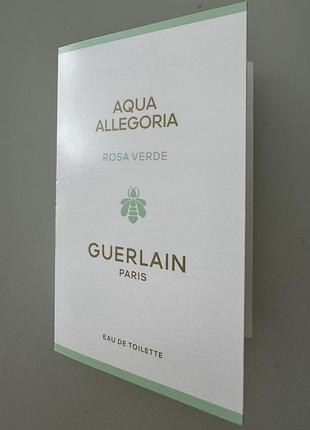 AQUA
ALLEGORIA
ROSA VERDE
GUERLAIN
PARIS
EAU DE TOILETTE